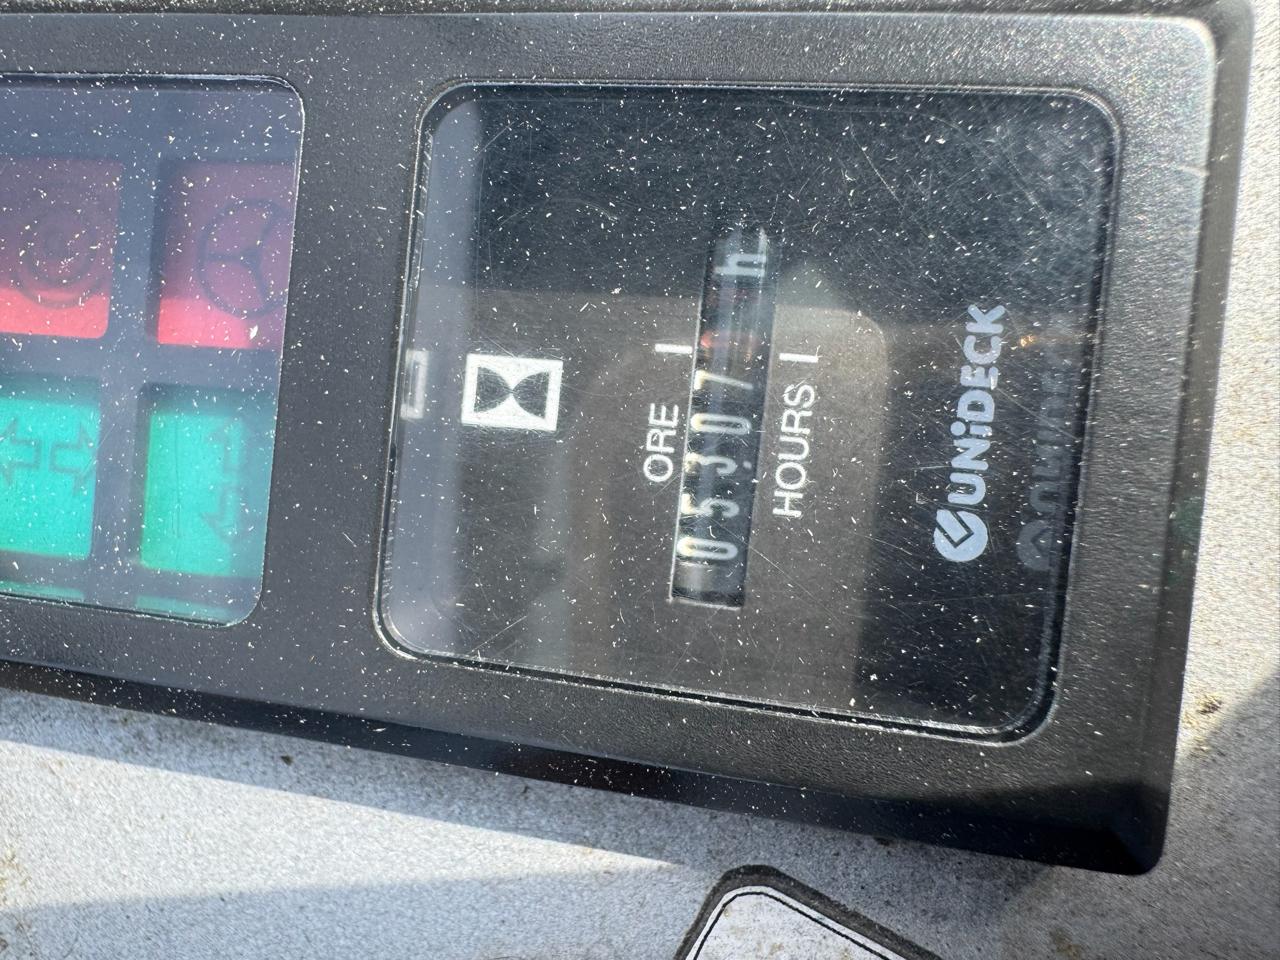 ORE
05307 h
HOURS
UNiDECK